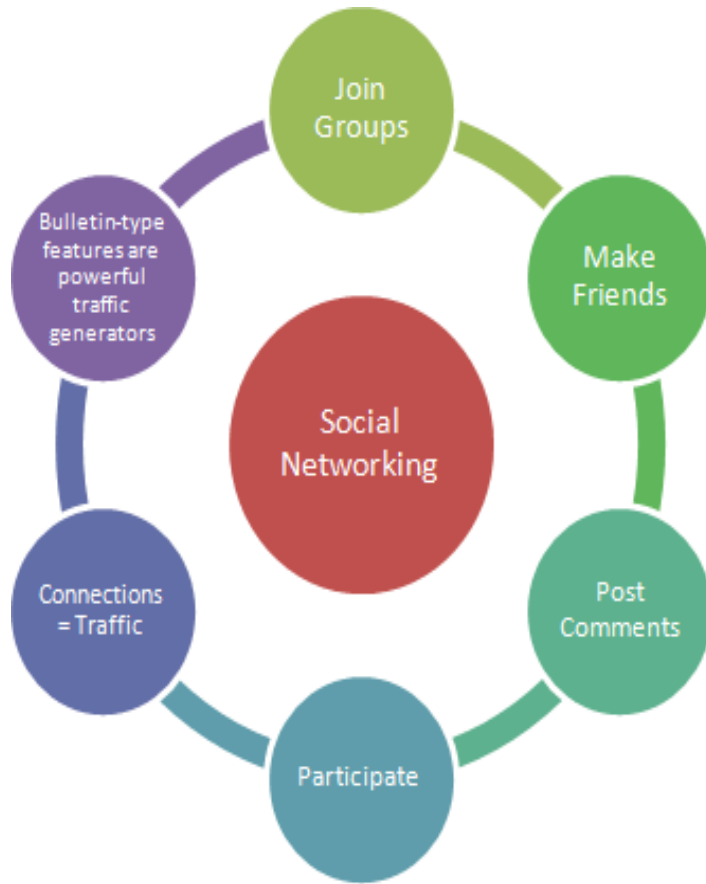 Join
Groups
Make
Friends
Post
Comments
Participate
Connections
= Traffic
Bulletin-type
features are
powerful
traffic
generators
Social
Networking